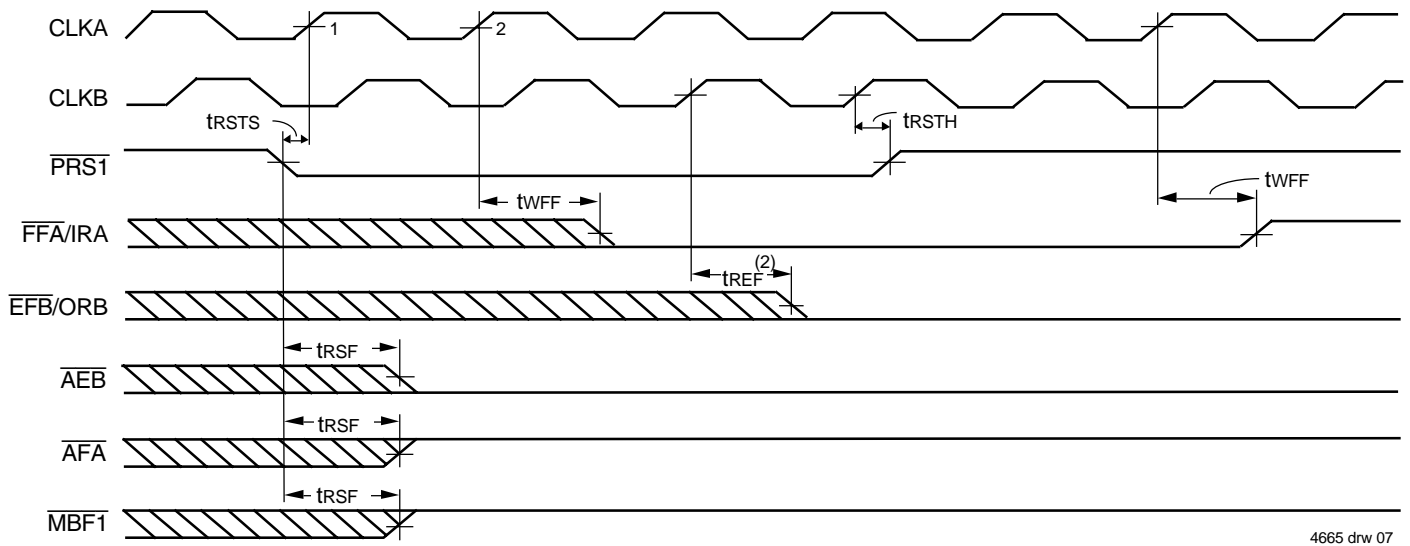 CLKA
1
2
CLKB
tRSTS
tRSTH
PRS1
tWFF
tWFF
FFA/IRA
tREF(2)
EFB/ORB
tRSF
AEB
tRSF
AFA
tRSF
MBF1
4665 drw 07